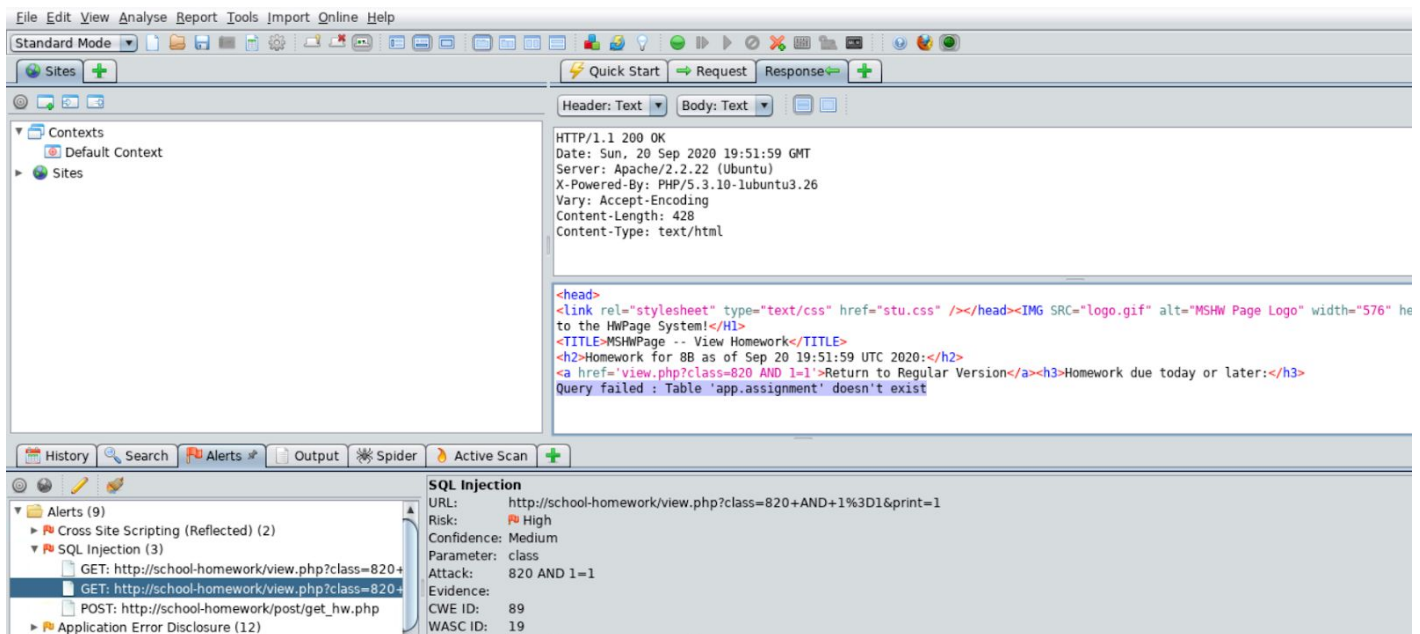 File Edit View Analyse Report Tools Import Online Help
Standard Mode
Sites
Quick Start Request Response
Header: Text Body: Text
Contexts
Default Context
Sites
HTTP/1.1 200 OK
Date: Sun, 20 Sep 2020 19:51:59 GMT
Server: Apache/2.2.22 (Ubuntu)
X-Powered-By: PHP/5.3.10-1ubuntu3.26
Vary: Accept-Encoding
Content-Length: 428
Content-Type: text/html
<head>
<link rel="stylesheet" type="text/css" href="stu.css" /></head><IMG SRC="logo.gif" alt="MSHW Page Logo" width="576" he
to the HWPage System!</H1>
<TITLE>MSHWPage -- View Homework</TITLE>
<h2>Homework for 8B as of Sep 20 19:51:59 UTC 2020:</h2>
<a href='view.php?class=820 AND 1=1'>Return to Regular Version</a><h3>Homework due today or later:</h3>
Query failed : Table 'app.assignment' doesn't exist
History Search Alerts Output Spider Active Scan
Alerts (9)
Cross Site Scripting (Reflected) (2)
SQL Injection (3)
GET: http://school-homework/view.php?class=820+
GET: http://school-homework/view.php?class=820+
POST: http://school-homework/post/get_hw.php
Application Error Disclosure (12)
SQL Injection
URL: http://school-homework/view.php?class=820+AND+1%3D1&print=1
Risk: High
Confidence: Medium
Parameter: class
Attack: 820 AND 1=1
Evidence:
CWE ID: 89
WASC ID: 19